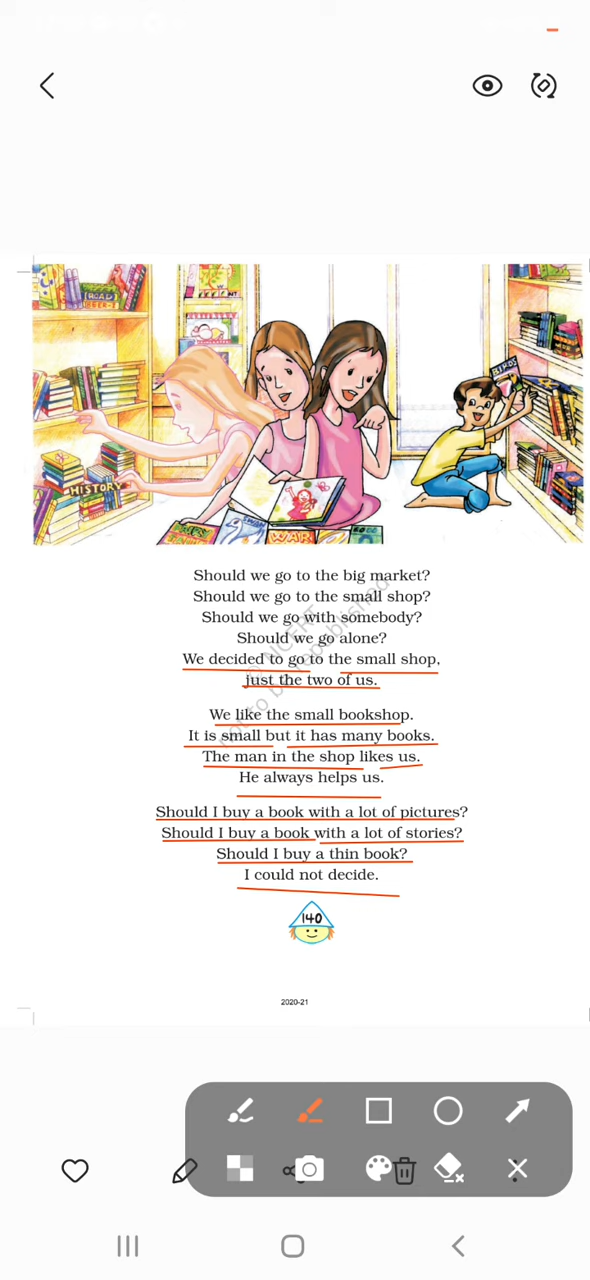 ROAD
HISTORY
BIRDS
SWAN
WAR
Should we go to the big market?
Should we go to the small shop?
Should we go with somebody?
Should we go alone?
We decided to go to the small shop,
just the two of us.
We like the small bookshop.
It is small but it has many books.
The man in the shop likes us.
He always helps us.
Should I buy a book with a lot of pictures?
Should I buy a book with a lot of stories?
Should I buy a thin book?
I could not decide.
140
2020-21